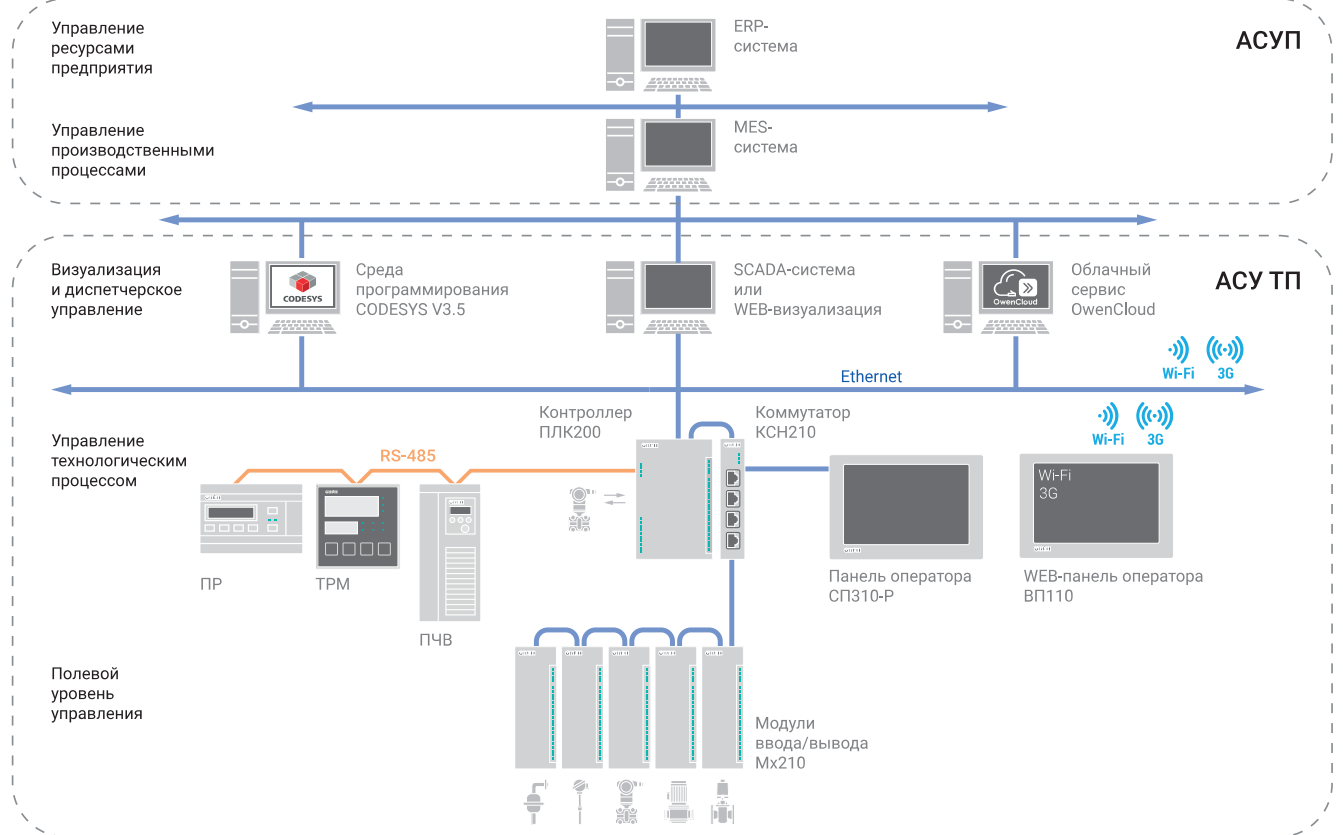 Управление
ресурсами
предприятия
ERP-
система
АСУП
Управление
производственными
процессами
MES-
система
Визуализация
и диспетчерское
управление
CODESYS
Среда
программирования
CODESYS V3.5
SCADA-система
или
WEB-визуализация
OwenCloud
Облачный
сервис
OwenCloud
АСУ ТП
Wi-Fi
3G
Ethernet
Управление
технологическим
процессом
RS-485
Контроллер
ПЛК200
Коммутатор
КСН210
Wi-Fi
3G
Wi-Fi
3G
ПР
ТРМ
ПЧВ
Панель оператора
СП310-Р
WEB-панель оператора
ВП110
Полевой
уровень
управления
Модули
ввода/вывода
Мх210